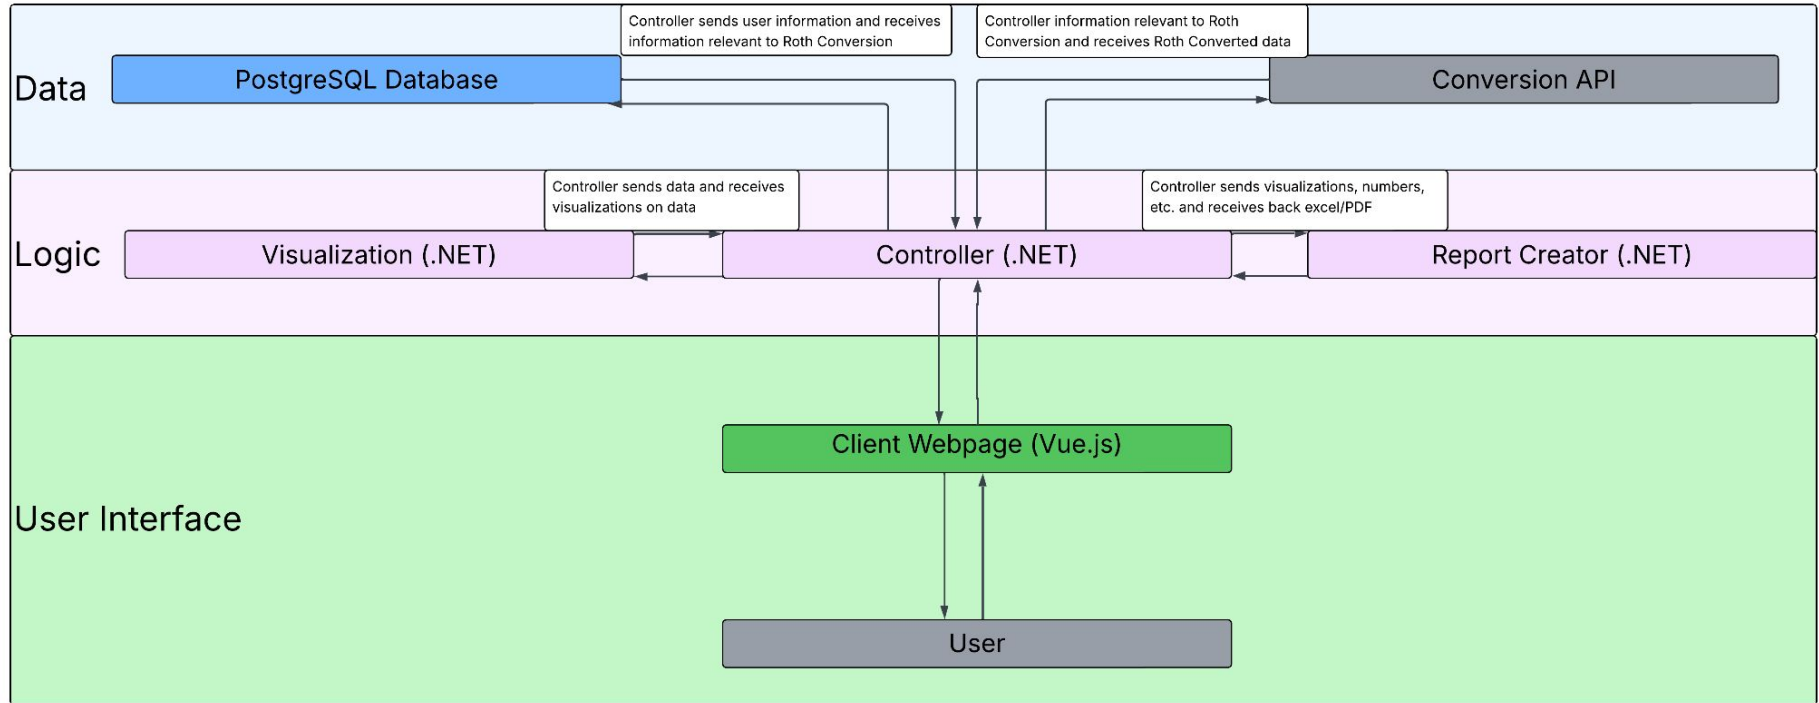 Controller sends user information and receives
information relevant to Roth Conversion
Controller information relevant to Roth
Conversion and receives Roth Converted data
Data
PostgreSQL Database
Conversion API
Controller sends data and receives
visualizations on data
Controller sends visualizations, numbers,
etc. and receives back excel/PDF
Logic
Visualization (.NET)
Controller (.NET)
Report Creator (.NET)
Client Webpage (Vue.js)
User Interface
User